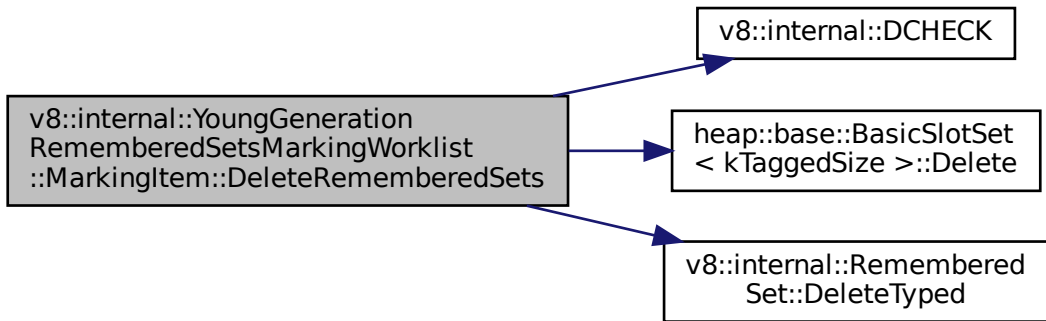 v8::internal::YoungGeneration
RememberedSetsMarkingWorklist
::MarkingItem::DeleteRememberedSets
v8::internal::DCHECK
heap::base::BasicSlotSet
< kTaggedSize >::Delete
v8::internal::Remembered
Set::DeleteTyped